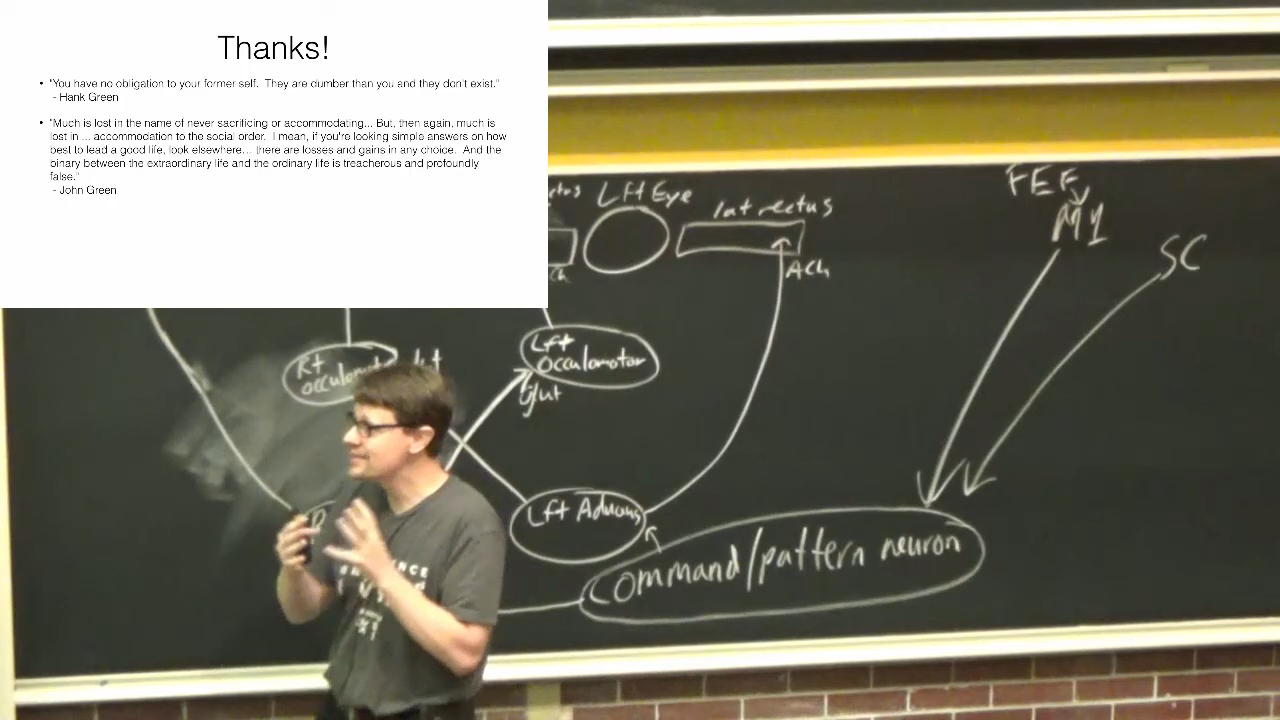 Thanks!
• "You have no obligation to your former self. They are dumber than you and they don't exist."
- Hank Green
• "Much is lost in the name of never sacrificing or accommodating... But, then again, much is
lost in ... accommodation to the social order. I mean, if you're looking simple answers on how
best to lead a good life, look elsewhere... there are losses and gains in any choice. And the
binary between the extraordinary life and the ordinary life is treacherous and profoundly
false."
- John Green
Lft Eye
lat rectus
FEF
M1
SC
ACh
Rt
Lft
occulomotor
Lft Aducens
Command/pattern neuron